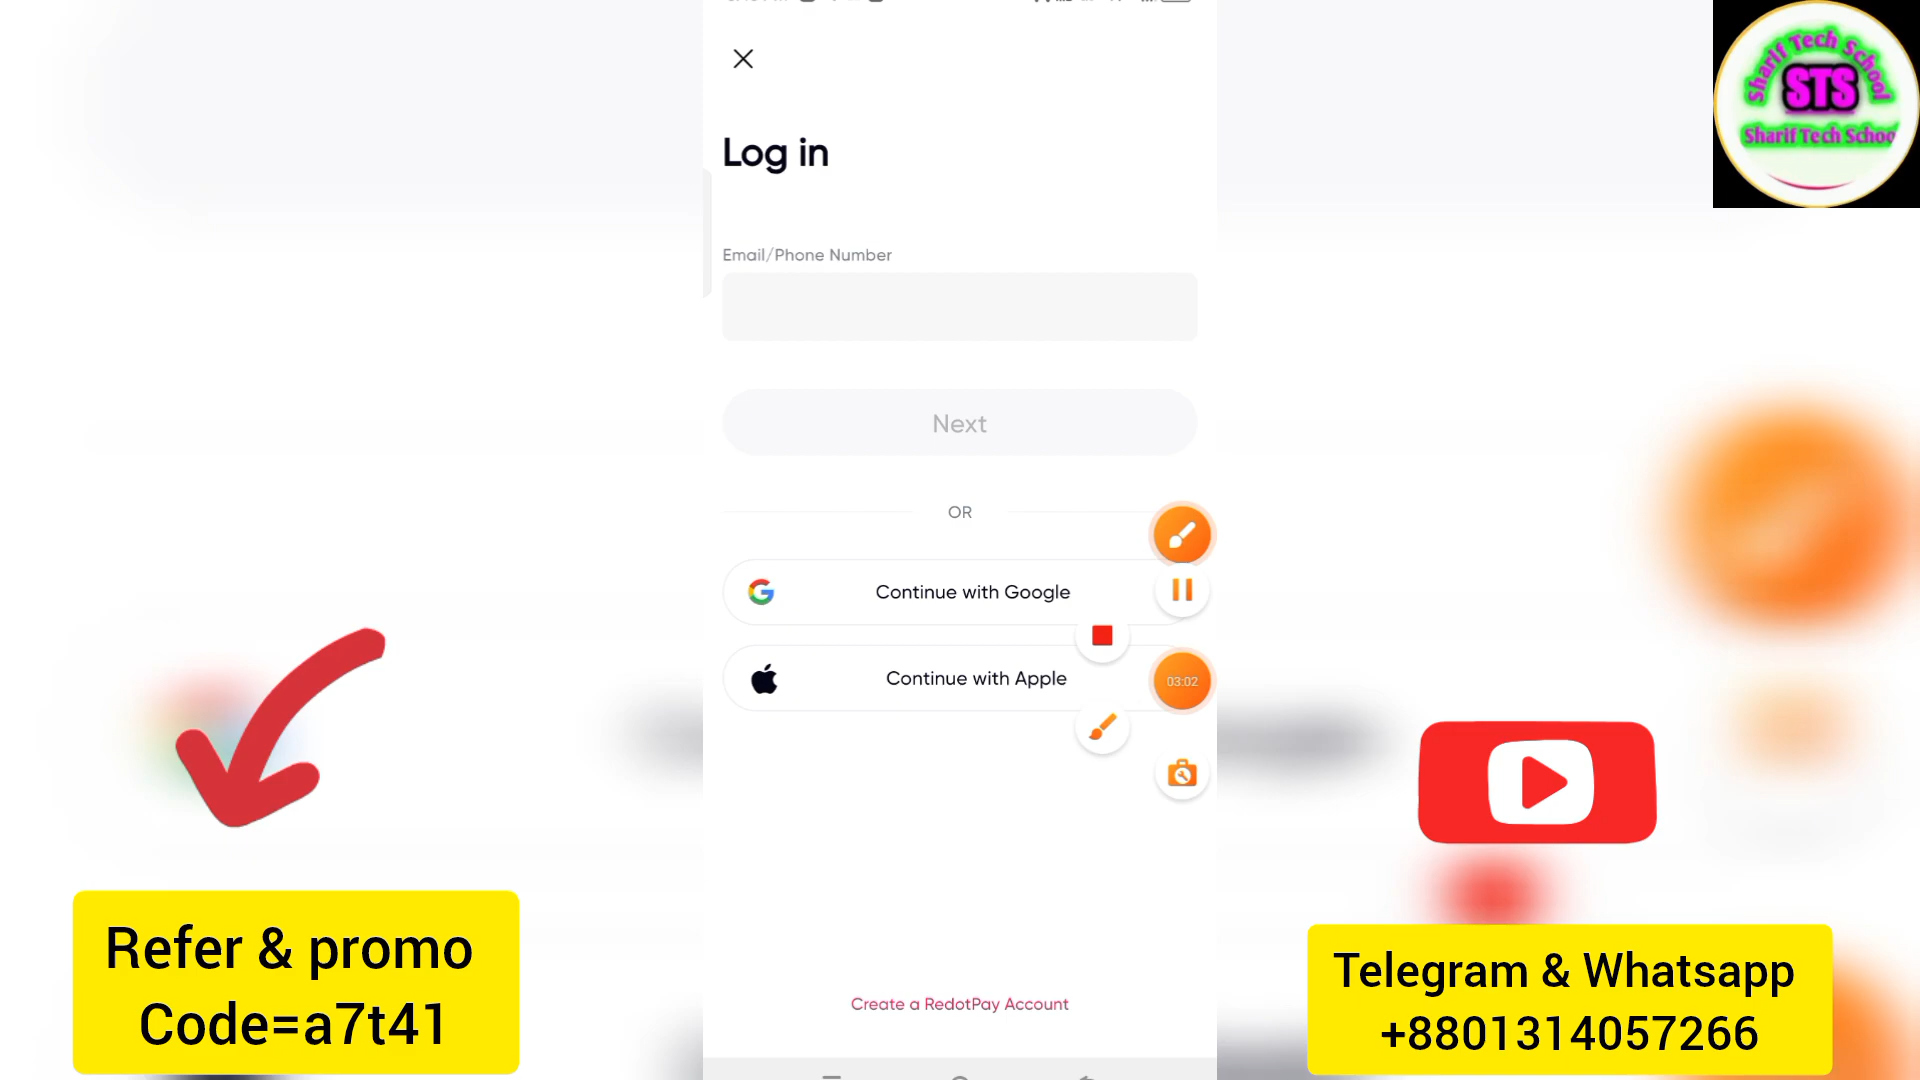 Sharif Tech School
STS
Sharif Tech Schoo
Log in
Email/Phone Number
Next
OR
Continue with Google
Continue with Apple
03:02
Refer & promo
Code=a7t41
Telegram & Whatsapp
+8801314057266
Create a RedotPay Account